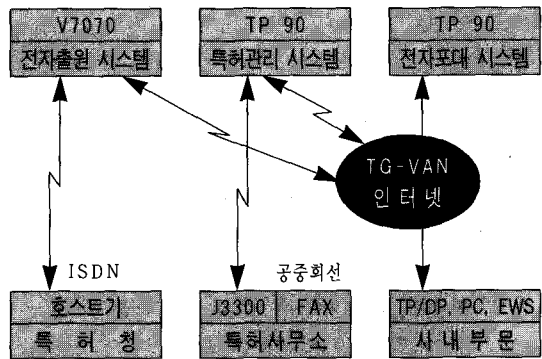 V7070
전자출원 시스템
TP 90
특허관리 시스템
TP 90
전자포대 시스템
TG-VAN
인터넷
ISDN
공중회선
호스트기
특 허 청
J3300 FAX
특허사무소
TP/DP, PC, EWS
사내부문